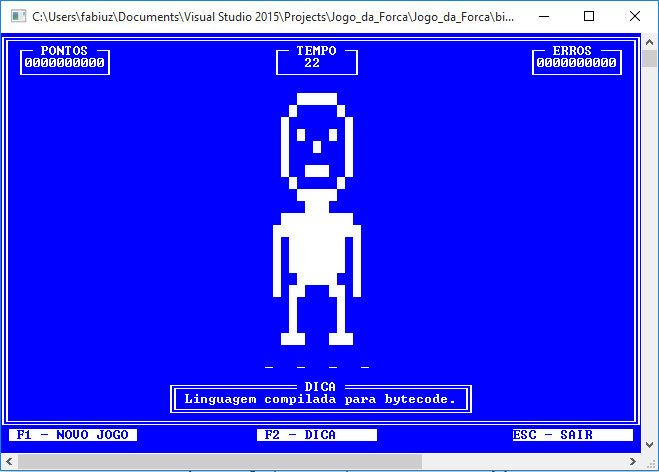 C:\Users\fabiuz\Documents\Visual Studio 2015\Projects\Jogo_da_Forca\Jogo_da_Forca\bi...
PONTOS TEMPO ERROS
0000000000 22 0000000000
_ _ _ _
DICA
Linguagem compilada para bytecode.
F1 - NOVO JOGO F2 - DICA ESC - SAIR